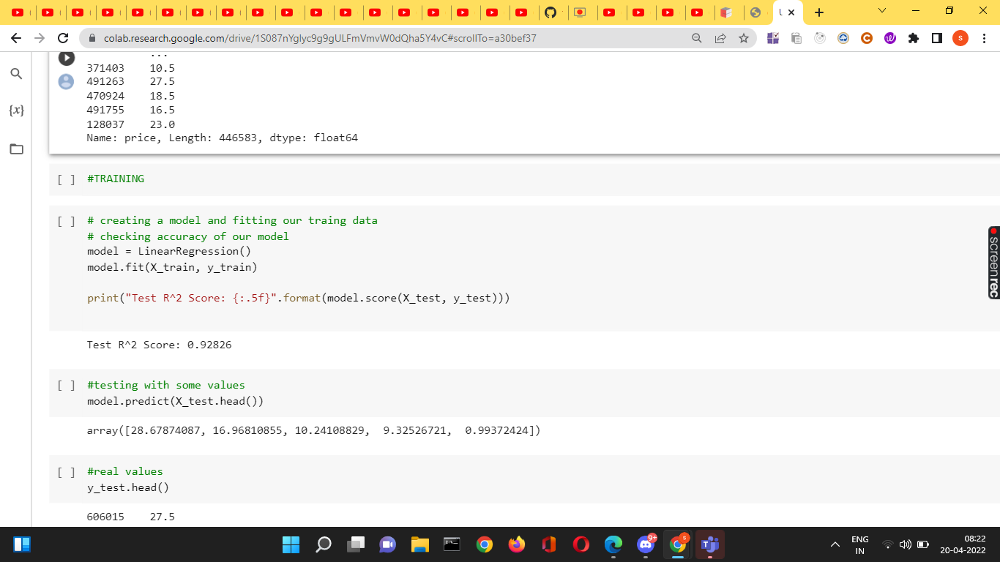 colab.research.google.com/drive/1S087nYglyc9g9gULFmVmvW0dQha5Y4vC#scrollTo=a30bef37
S
...
371403    10.5
491263    27.5
470924    18.5
491755    16.5
128037    23.0
Name: price, Length: 446583, dtype: float64
{x}
[ ] #TRAINING
[ ] # creating a model and fitting our traing data
# checking accuracy of our model
model = LinearRegression()
model.fit(X_train, y_train)
print("Test R^2 Score: {:.5f}".format(model.score(X_test, y_test)))
Test R^2 Score: 0.92826
[ ] #testing with some values
model.predict(X_test.head())
array([28.67874087, 16.96810855, 10.24108829,  9.32526721,  0.99372424])
[ ] #real values
y_test.head()
606015    27.5
screenrec
9+
S
ENG
IN
08:22
20-04-2022